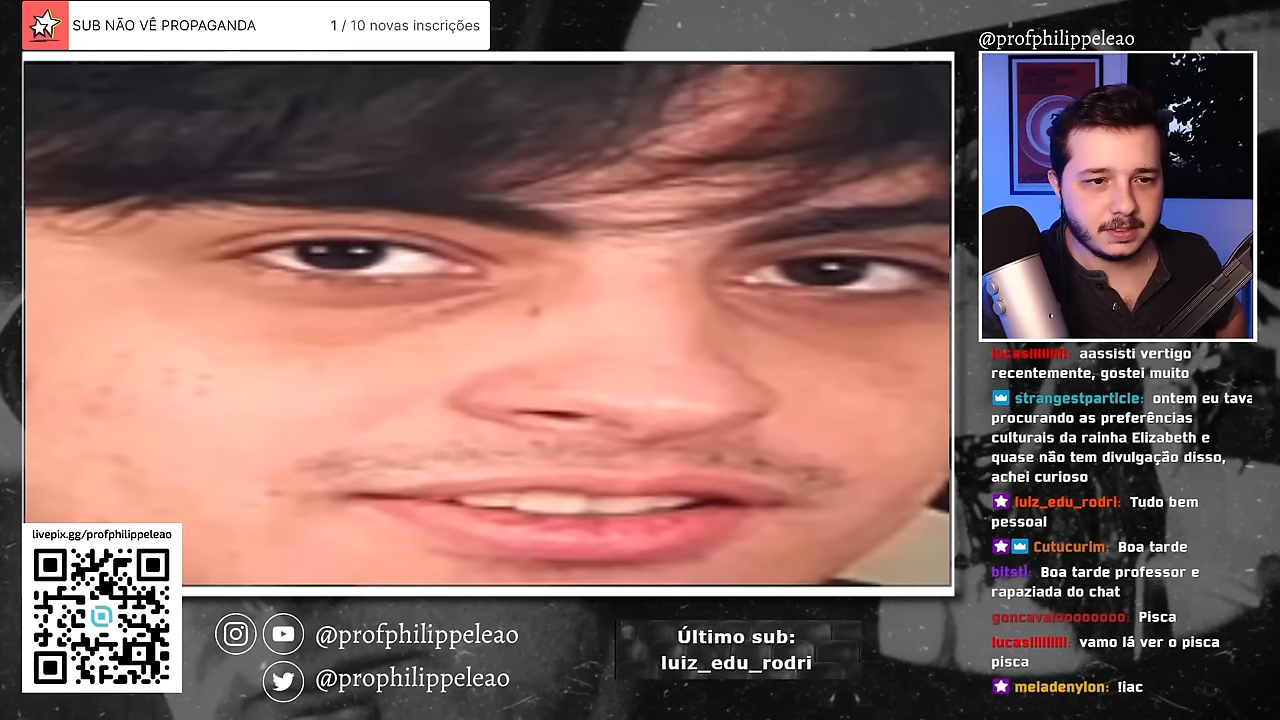 SUB NÃO VÊ PROPAGANDA
1 / 10 novas inscrições
@profphilippeleao
lucasllllllll: aassisti vertigo
recentemente, gostei muito
strangestparticle: ontem eu tava
procurando as preferências
culturais da rainha Elizabeth e
quase não tem divulgação disso,
achei curioso
luiz_edu_rodri: Tudo bem
pessoal
Cutucurim: Boa tarde
bitstl: Boa tarde professor e
rapaziada do chat
goncavaloooooooo: Pisca
lucasllllllll: vamo lá ver o pisca
pisca
meladenylon: !iac
livepix.gg/profphilippeleao
@profphilippeleao
@prophilippeleao
Último sub:
luiz_edu_rodri